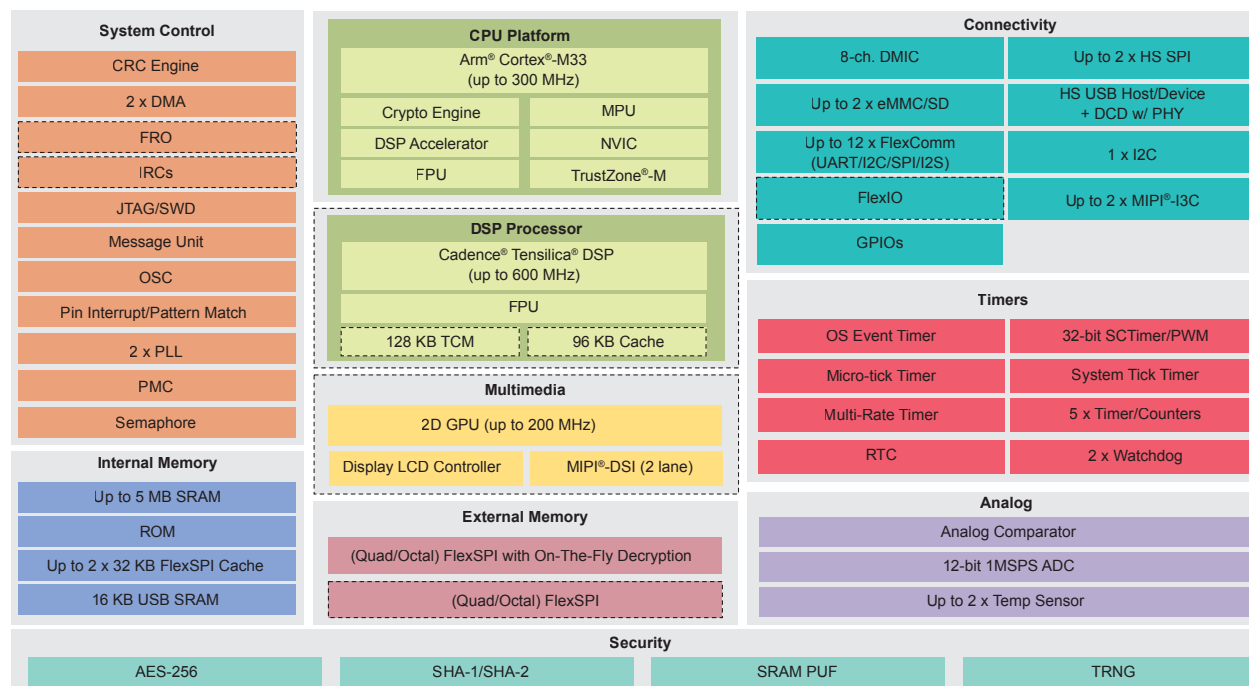 System Control
CRC Engine
2 x DMA
FRO
IRCs
JTAG/SWD
Message Unit
OSC
Pin Interrupt/Pattern Match
2 x PLL
PMC
Semaphore
Internal Memory
Up to 5 MB SRAM
ROM
Up to 2 x 32 KB FlexSPI Cache
16 KB USB SRAM
CPU Platform
Arm® Cortex®-M33
(up to 300 MHz)
Crypto Engine
MPU
DSP Accelerator
NVIC
FPU
TrustZone®-M
DSP Processor
Cadence® Tensilica® DSP
(up to 600 MHz)
FPU
128 KB TCM
96 KB Cache
Multimedia
2D GPU (up to 200 MHz)
Display LCD Controller
MIPI®-DSI (2 lane)
External Memory
(Quad/Octal) FlexSPI with On-The-Fly Decryption
(Quad/Octal) FlexSPI
Connectivity
8-ch. DMIC
Up to 2 x HS SPI
Up to 2 x eMMC/SD
HS USB Host/Device
+ DCD w/ PHY
Up to 12 x FlexComm
(UART/I2C/SPI/I2S)
1 x I2C
FlexIO
Up to 2 x MIPI®-I3C
GPIOs
Timers
OS Event Timer
32-bit SCTimer/PWM
Micro-tick Timer
System Tick Timer
Multi-Rate Timer
5 x Timer/Counters
RTC
2 x Watchdog
Analog
Analog Comparator
12-bit 1MSPS ADC
Up to 2 x Temp Sensor
Security
AES-256
SHA-1/SHA-2
SRAM PUF
TRNG